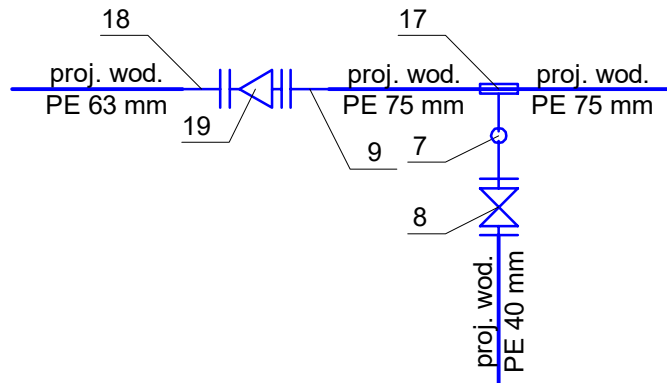 18
17
proj. wod.
proj. wod.
proj. wod.
PE 63 mm
PE 75 mm
PE 75 mm
19
9
7
8
proj. wod.
PE 40 mm